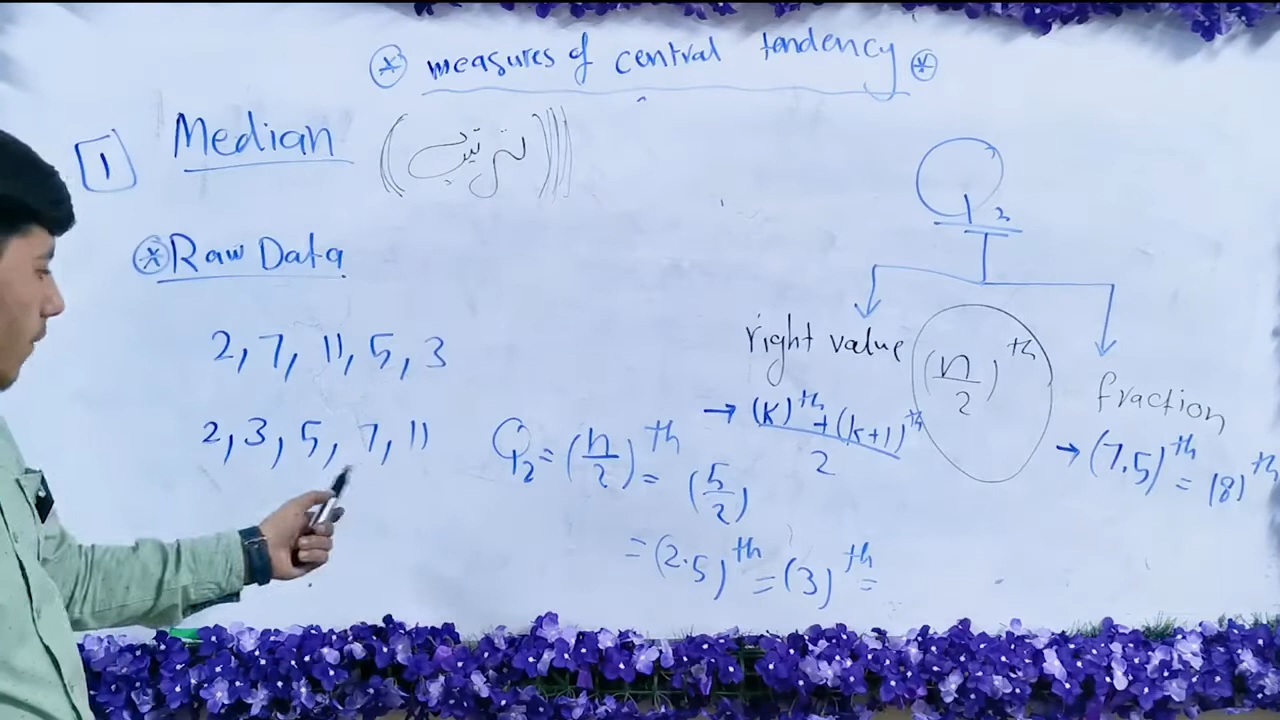 * measures of central tendency *
1 Median (ترتيب)
* Raw Data
2, 7, 11, 5, 3
2, 3, 5, 7, 11
Q₂ = (n/2)ᵗʰ = (5/2)
= (2.5)ᵗʰ = (3)ᵗʰ =
Q₂
right value
(n/2)ᵗʰ
fraction
→ (k)ᵗʰ + (k+1)ᵗʰ / 2
→ (7.5)ᵗʰ = (8)ᵗʰ